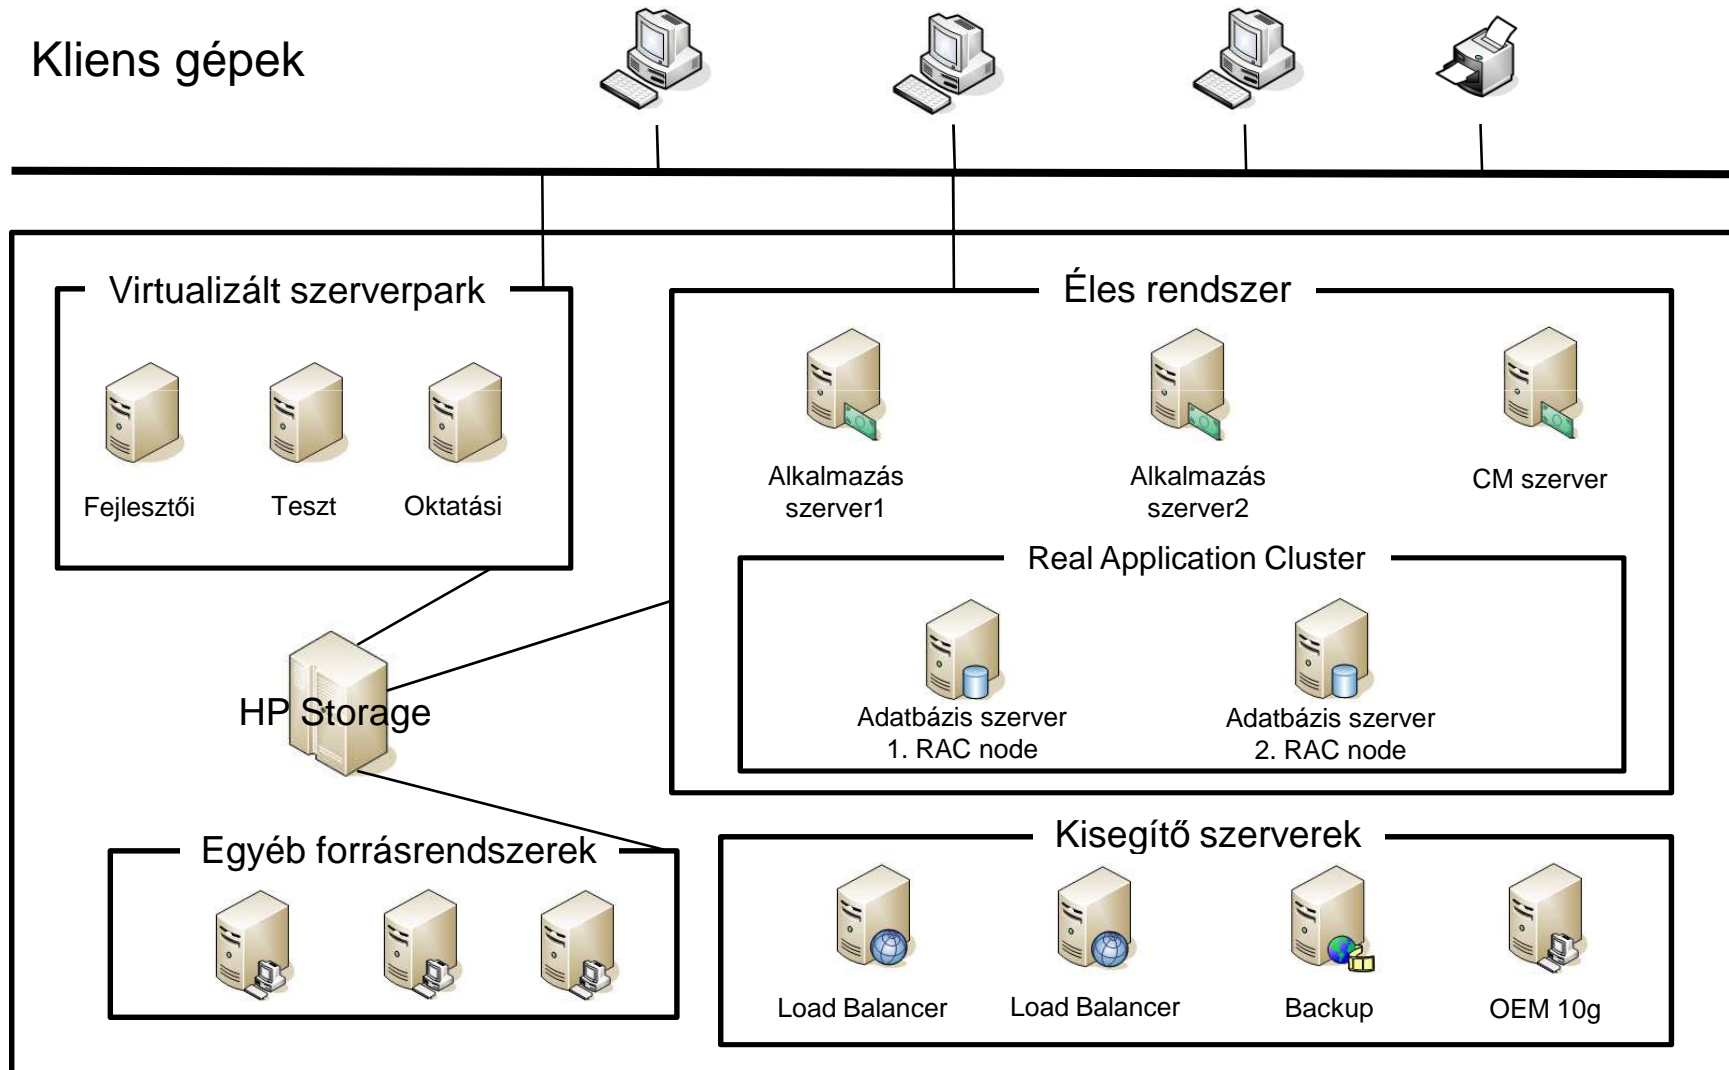 Kliens gépek
Virtualizált szerverpark
Fejlesztői
Teszt
Oktatási
Éles rendszer
Alkalmazás
szerver1
Alkalmazás
szerver2
CM szerver
Real Application Cluster
Adatbázis szerver
1. RAC node
Adatbázis szerver
2. RAC node
HP Storage
Egyéb forrásrendszerek
Kisegítő szerverek
Load Balancer
Load Balancer
Backup
OEM 10g